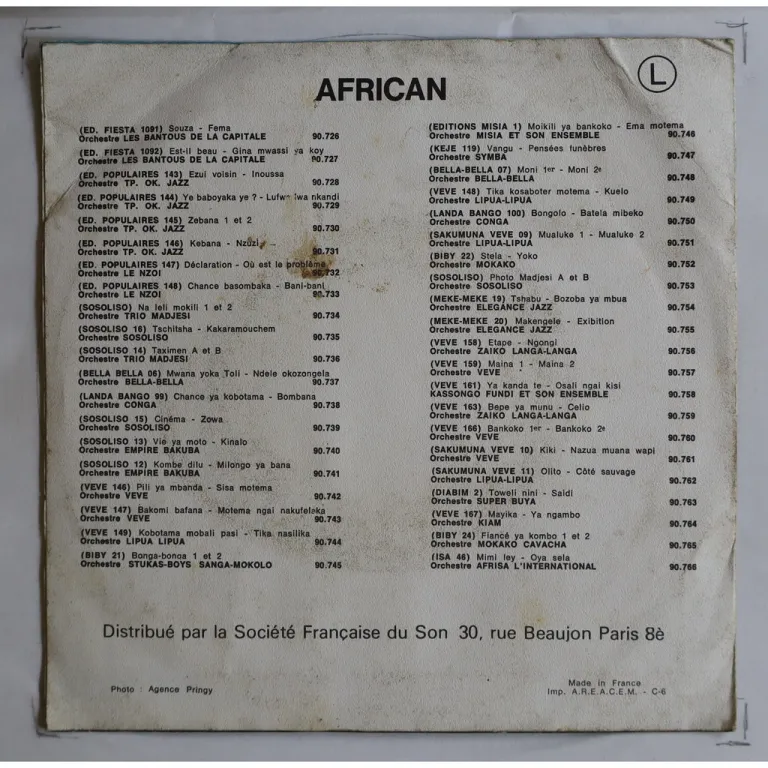 AFRICAN
L
(ED. FIESTA 1091) Souza - Fema
Orchestre LES BANTOUS DE LA CAPITALE 90.726
(ED. FIESTA 1092) Est-il beau - Gina mwassi ya koy
Orchestre LES BANTOUS DE LA CAPITALE 90.727
(ED. POPULAIRES 143) Ezui voisin - Inoussa
Orchestre TP. OK. JAZZ 90.728
(ED. POPULAIRES 144) Ye baboyaka ye ? - nkandi
Orchestre TP. OK. JAZZ 90.729
(ED. POPULAIRES 145) Zebana 1 et 2
Orchestre TP. OK. JAZZ 90.730
(ED. POPULAIRES 146) Kebana - Nzuzi
Orchestre TP. OK. JAZZ 90.731
(ED. POPULAIRES 147) Déclaration - Où est le problème
Orchestre LE NZOI 90.732
(ED. POPULAIRES 148) Chance basombaka - Bani-bani
Orchestre LE NZOI 90.733
(SOSOLISO) Na leli mokili 1 et 2
Orchestre TRIO MADJESI 90.734
(SOSOLISO 16) Tschitsha - Kakaramouchem
Orchestre SOSOLISO 90.735
(SOSOLISO 14) Taximen A et B
Orchestre TRIO MADJESI 90.736
(BELLA BELLA 06) Mwana yoka Toli - Ndele okozongela
Orchestre BELLA-BELLA 90.737
(LANDA BANGO 99) Chance ya kobotama - Bombana
Orchestre CONGA 90.738
(SOSOLISO 15) Cinéma - Zowa
Orchestre SOSOLISO 90.739
(SOSOLISO 13) Vie ya moto - Kinalo
Orchestre EMPIRE BAKUBA 90.740
(SOSOLISO 12) Kombe dilu - Milongo ya bana
Orchestre EMPIRE BAKUBA 90.741
(VEVE 146) Pili ya mbanda - Sisa motema
Orchestre VEVE 90.742
(VEVE 147) Bakomi bafana - Motema ngai nakufeleka
Orchestre VEVE 90.743
(VEVE 149) Kobotama mobali pasi - Tika nasilika
Orchestre LIPUA LIPUA 90.744
(BIBY 21) Bonga-bonga 1 et 2
Orchestre STUKAS-BOYS SANGA-MOKOLO 90.745
(EDITIONS MISIA 1) Moikili ya bankoko - Ema motema
Orchestre MISIA ET SON ENSEMBLE 90.746
(KEJE 119) Vangu - Pensées funèbres
Orchestre SYMBA 90.747
(BELLA-BELLA 07) Moni 1er - Moni 2e
Orchestre BELLA-BELLA 90.748
(VEVE 148) Tika kosaboter motema - Kuelo
Orchestre LIPUA-LIPUA 90.749
(LANDA BANGO 100) Bongolo - Batela mibeko
Orchestre CONGA 90.750
(SAKUMUNA VEVE 09) Mualuke 1 - Mualuke 2
Orchestre LIPUA-LIPUA 90.751
(BIBY 22) Stela - Yoko
Orchestre MOKAKO 90.752
(SOSOLISO) Photo Madjesi A et B
Orchestre SOSOLISO 90.753
(MEKE-MEKE 19) Tshabu - Bozoba ya mbua
Orchestre ELEGANCE JAZZ 90.754
(MEKE-MEKE 20) Makengele - Exibition
Orchestre ELEGANCE JAZZ 90.755
(VEVE 158) Etape - Ngongi
Orchestre ZAIKO LANGA-LANGA 90.756
(VEVE 159) Maina 1 - Maina 2
Orchestre VEVE 90.757
(VEVE 161) Ya kanda te - Osali ngai kisi
KASSONGO FUNDI ET SON ENSEMBLE 90.758
(VEVE 163) Bepe ya munu - Celio
Orchestre ZAIKO LANGA-LANGA 90.759
(VEVE 166) Bankoko 1er - Bankoko 2e
Orchestre VEVE 90.760
(SAKUMUNA VEVE 10) Kiki - Nazua muana wapi
Orchestre VEVE 90.761
(SAKUMUNA VEVE 11) Olito - Côté sauvage
Orchestre LIPUA-LIPUA 90.762
(DIABIM 2) Toweli nini - Saidi
Orchestre SUPER BUYA 90.763
(VEVE 167) Mayika - Ya ngambo
Orchestre KIAM 90.764
(BIBY 24) Fiancé ya kombo 1 et 2
Orchestre MOKAKO CAVACHA 90.765
(ISA 46) Mimi ley - Oya sela
Orchestre AFRISA L'INTERNATIONAL 90.766
Distribué par la Société Française du Son 30, rue Beaujon Paris 8è
Photo : Agence Pringy
Made in France
Imp. A.R.E.A.C.E.M. - C-6